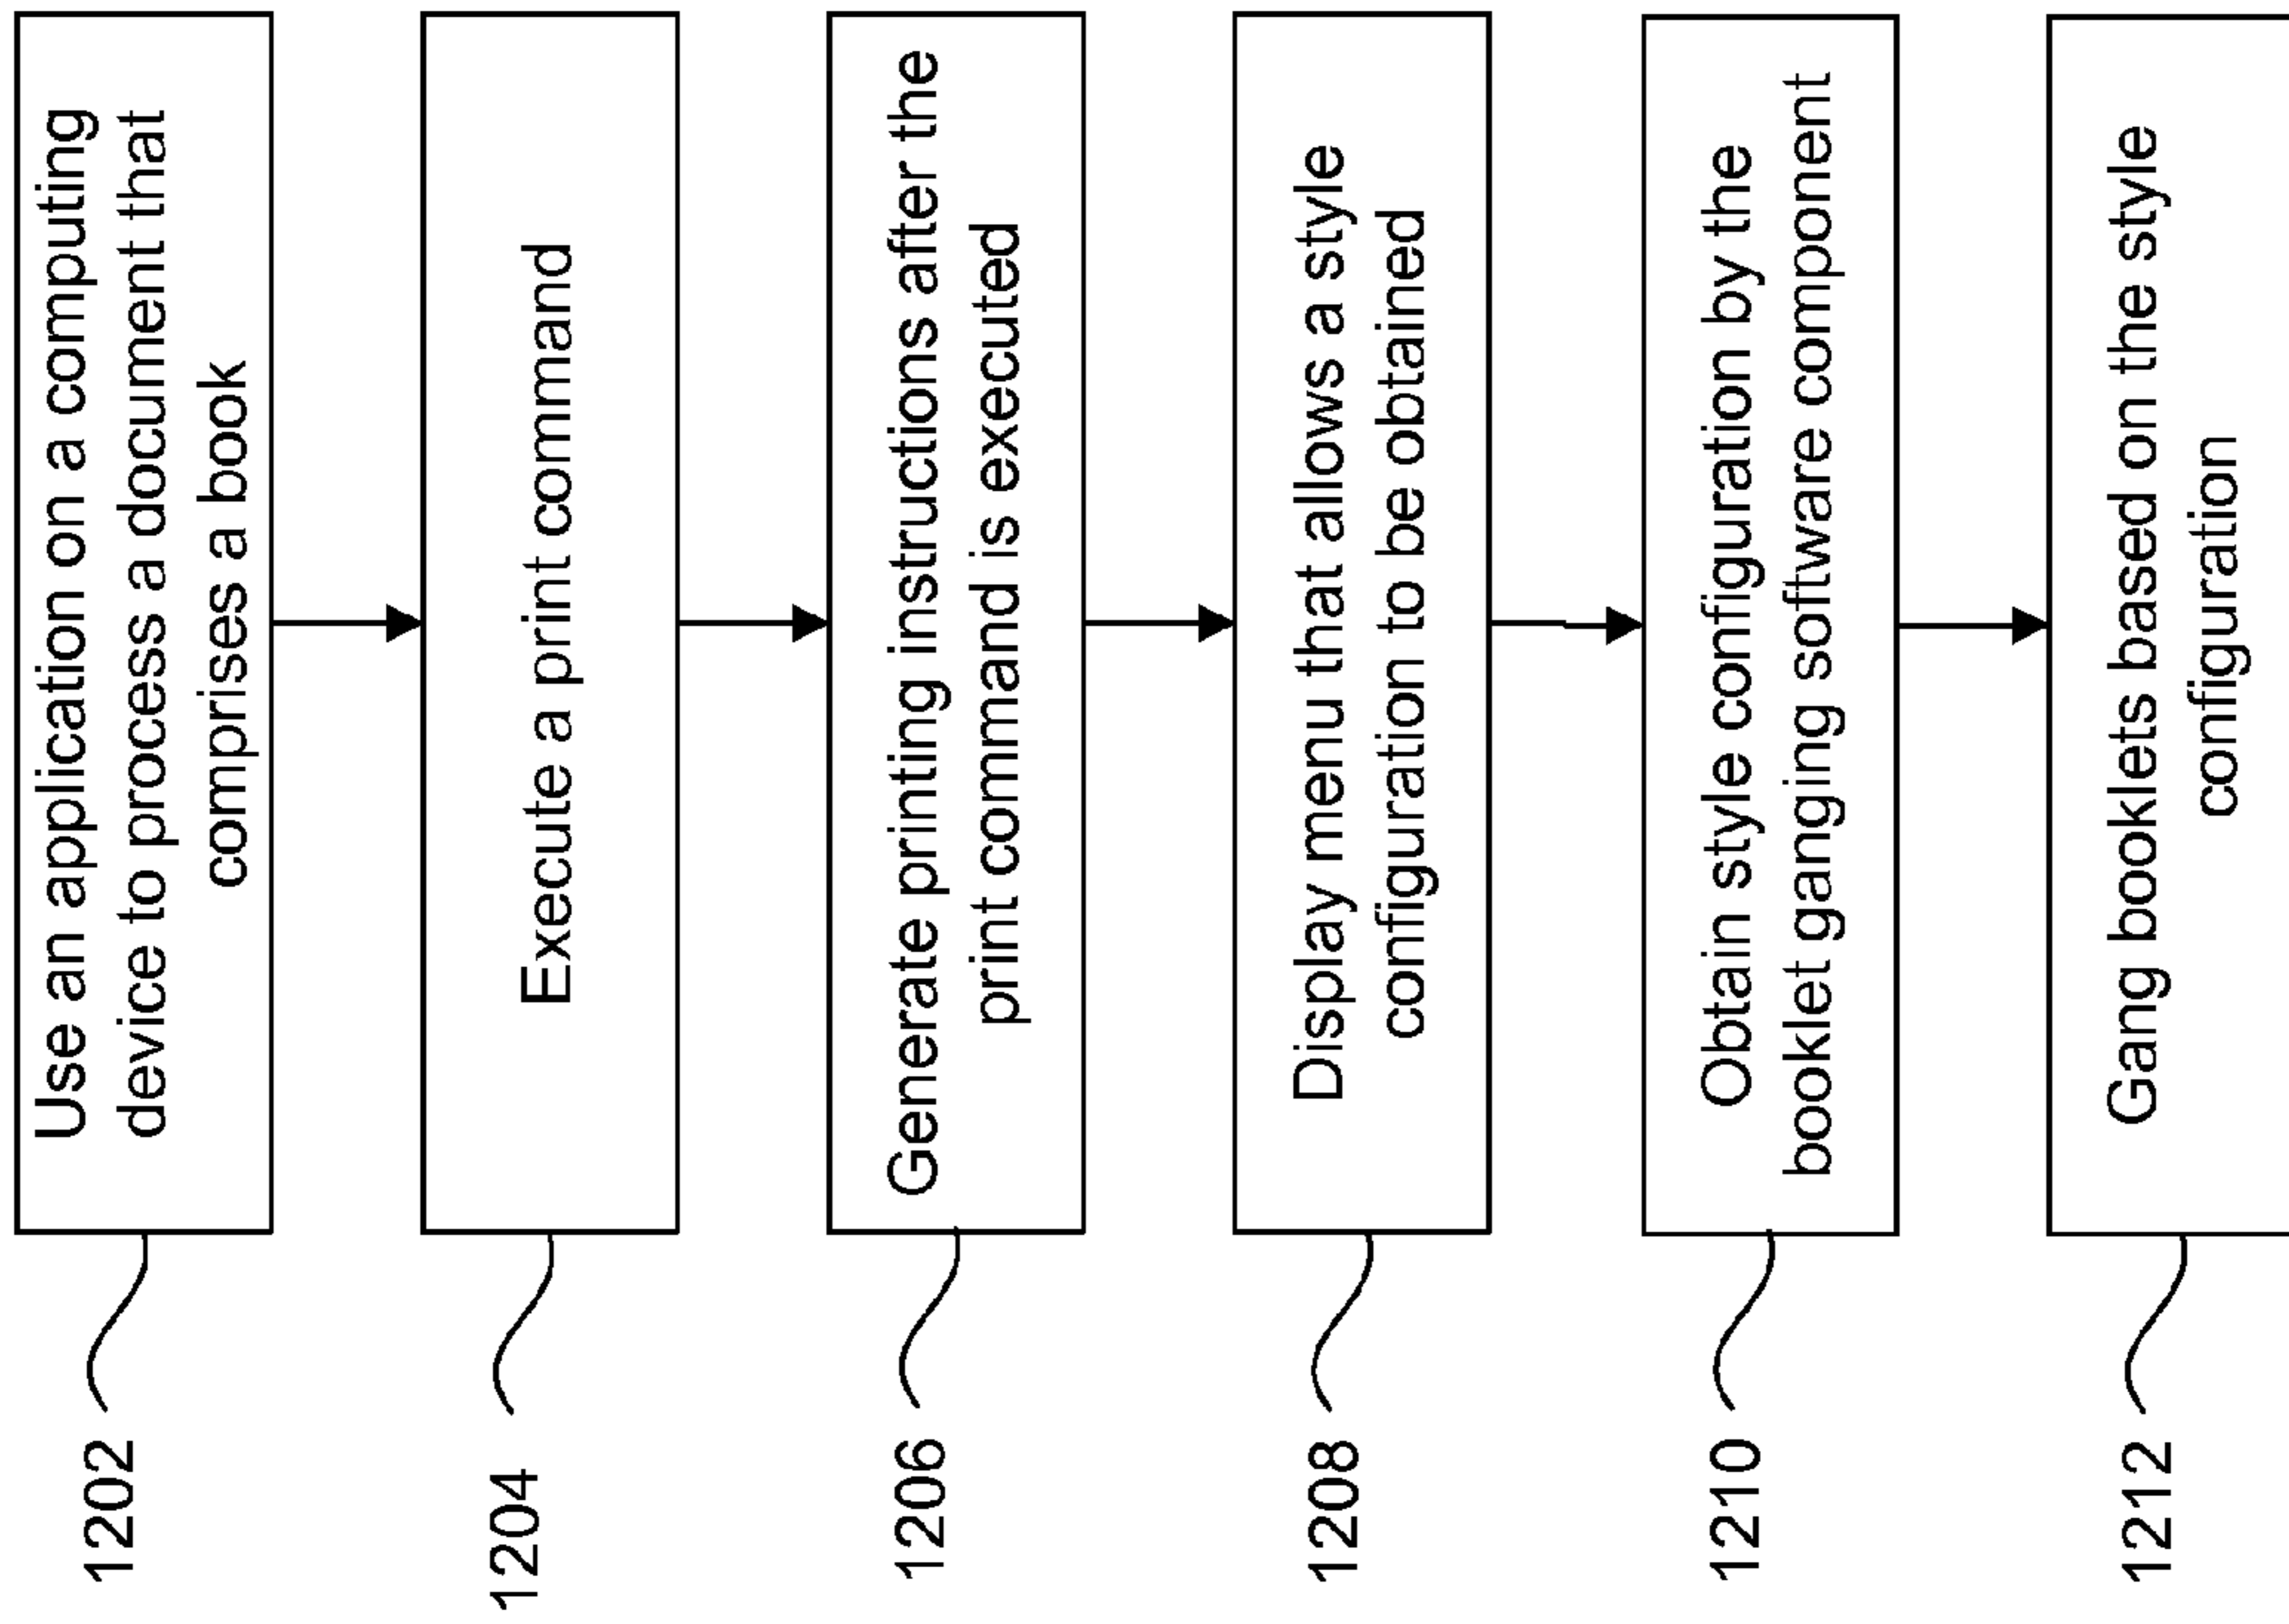 Use an application on a computing
device to process a document that
comprises a book
1202
Execute a print command
1204
Generate printing instructions after the
print command is executed
1206
Display menu that allows a style
configuration to be obtained
1208
Obtain style configuration by the
booklet ganging software component
1210
Gang booklets based on the style
configuration
1212